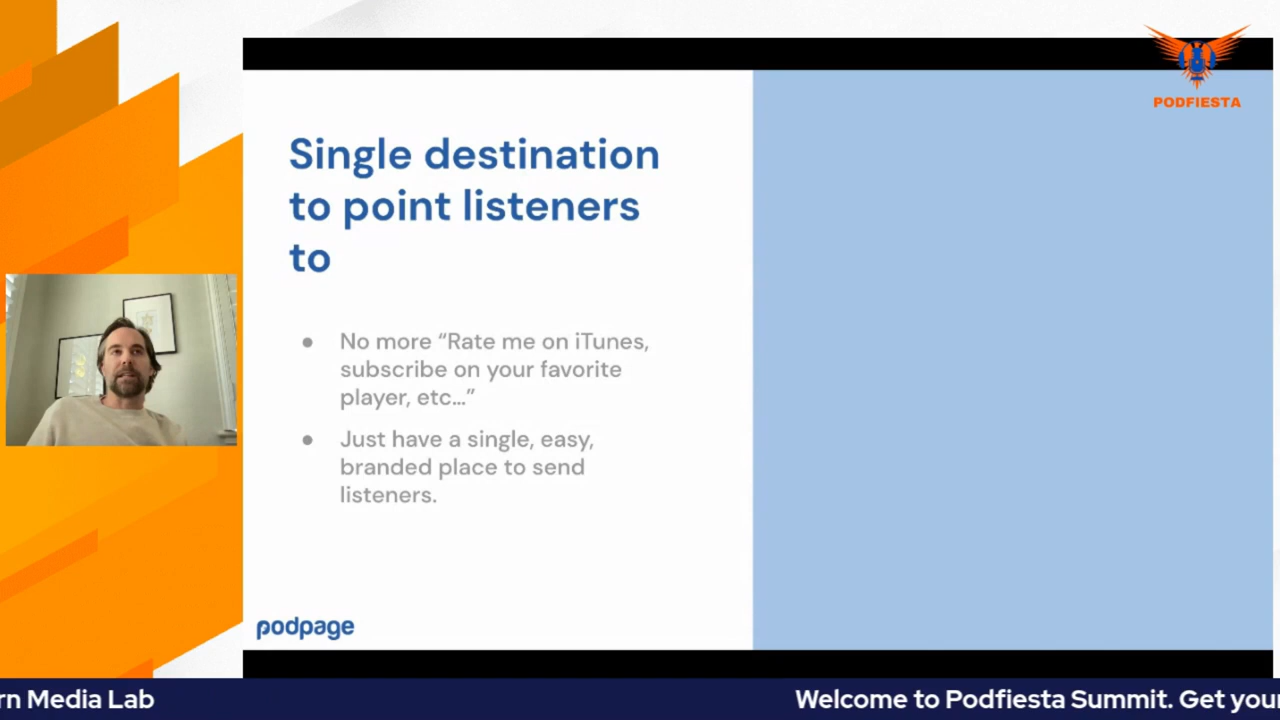 PODFIESTA
Single destination
to point listeners
to
● No more “Rate me on iTunes,
subscribe on your favorite
player, etc...”
● Just have a single, easy,
branded place to send
listeners.
podpage
rn Media Lab
Welcome to Podfiesta Summit. Get your